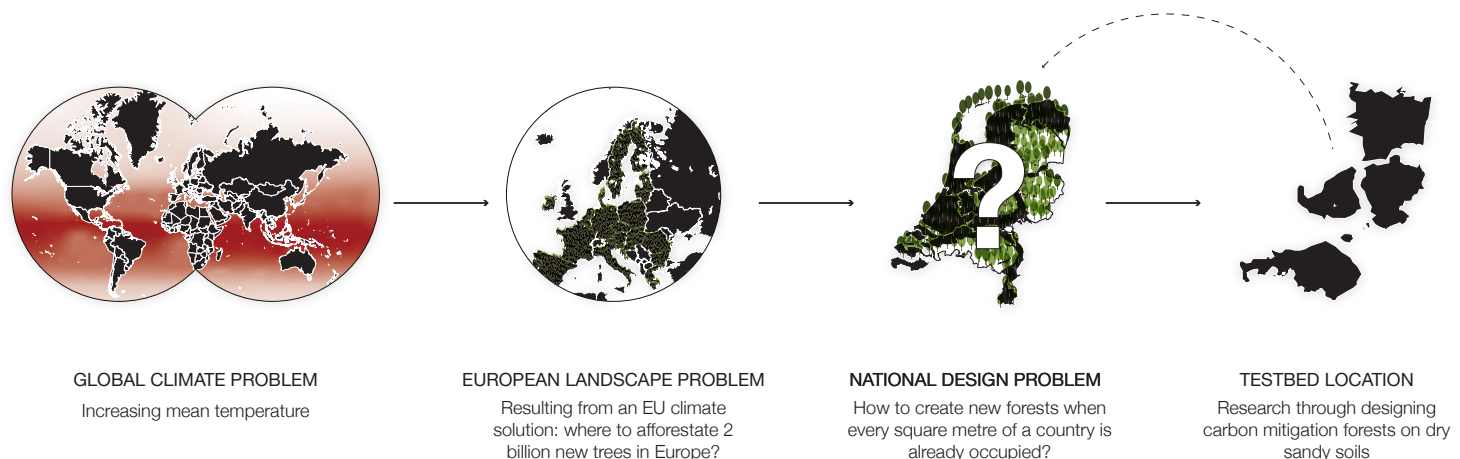 ?
GLOBAL CLIMATE PROBLEM
Increasing mean temperature
EUROPEAN LANDSCAPE PROBLEM
Resulting from an EU climate
solution: where to afforestate 2
billion new trees in Europe?
NATIONAL DESIGN PROBLEM
How to create new forests when
every square metre of a country is
already occupied?
TESTBED LOCATION
Research through designing
carbon mitigation forests on dry
sandy soils